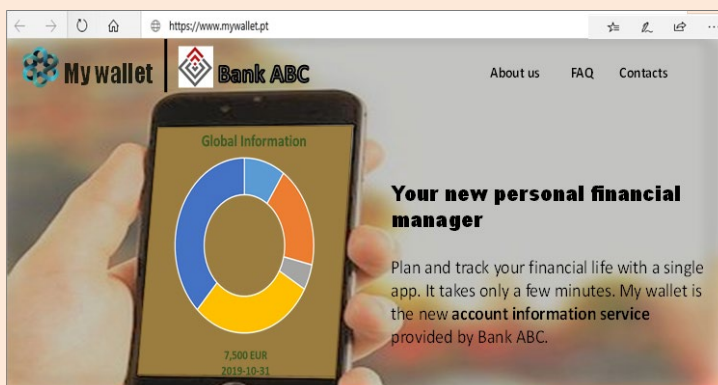 https://www.mywallet.pt
My wallet
Bank ABC
About us FAQ Contacts
Global Information
7,500 EUR
2019-10-31
Your new personal financial
manager
Plan and track your financial life with a single
app. It takes only a few minutes. My wallet is
the new account information service
provided by Bank ABC.